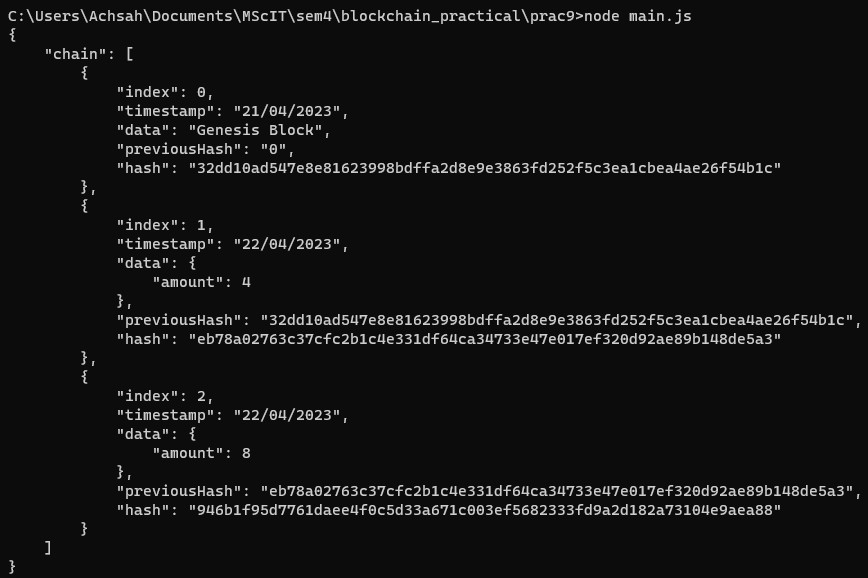 C:\Users\Achsah\Documents\MScIT\sem4\blockchain_practical\prac9>node main.js
{
    "chain": [
        {
            "index": 0,
            "timestamp": "21/04/2023",
            "data": "Genesis Block",
            "previousHash": "0",
            "hash": "32dd10ad547e8e81623998bdffa2d8e9e3863fd252f5c3ea1cbea4ae26f54b1c"
        },
        {
            "index": 1,
            "timestamp": "22/04/2023",
            "data": {
                "amount": 4
            },
            "previousHash": "32dd10ad547e8e81623998bdffa2d8e9e3863fd252f5c3ea1cbea4ae26f54b1c",
            "hash": "eb78a02763c37cfc2b1c4e331df64ca34733e47e017ef320d92ae89b148de5a3"
        },
        {
            "index": 2,
            "timestamp": "22/04/2023",
            "data": {
                "amount": 8
            },
            "previousHash": "eb78a02763c37cfc2b1c4e331df64ca34733e47e017ef320d92ae89b148de5a3",
            "hash": "946b1f95d7761daee4f0c5d33a671c003ef5682333fd9a2d182a73104e9aea88"
        }
    ]
}